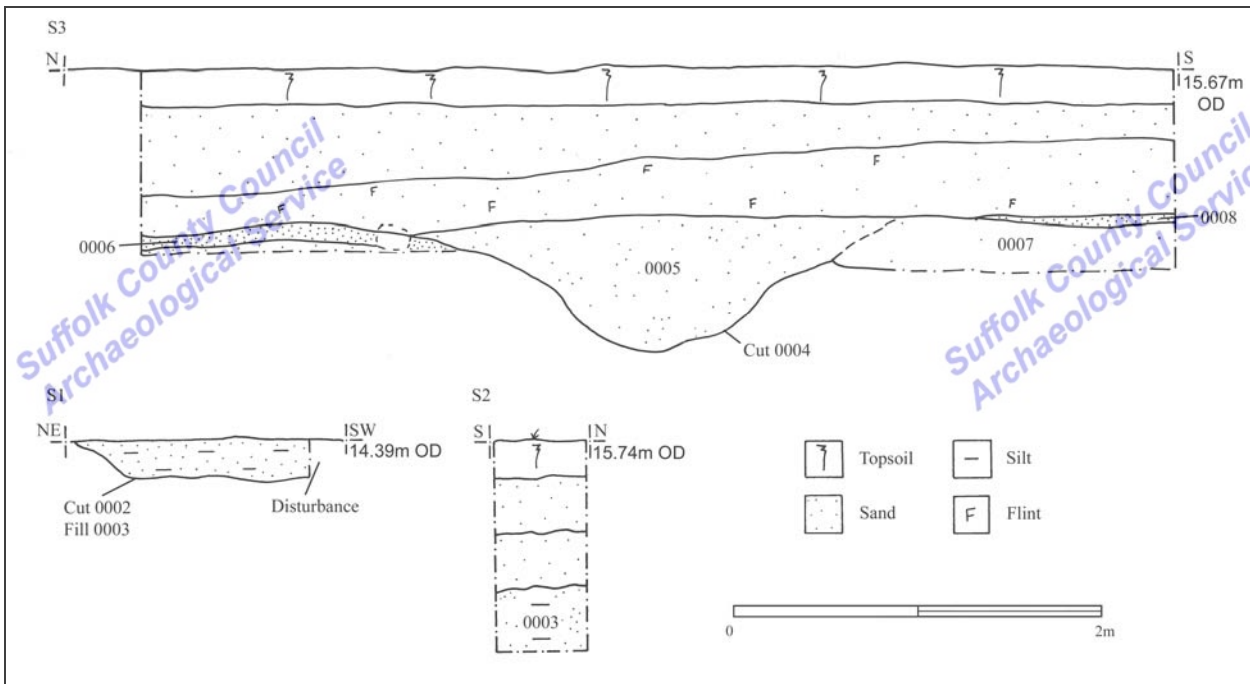 S3
N
S
15.67m
OD
F
F
F
F
F
F
F
0008
0007
0006
0005
Cut 0004
Suffolk County Council
Archaeological Service
Suffolk County Council
Archaeological Service
S1
NE
SW
14.39m OD
Cut 0002
Fill 0003
Disturbance
S2
S
N
15.74m OD
0003
Topsoil
Silt
Sand
F
Flint
0
2m